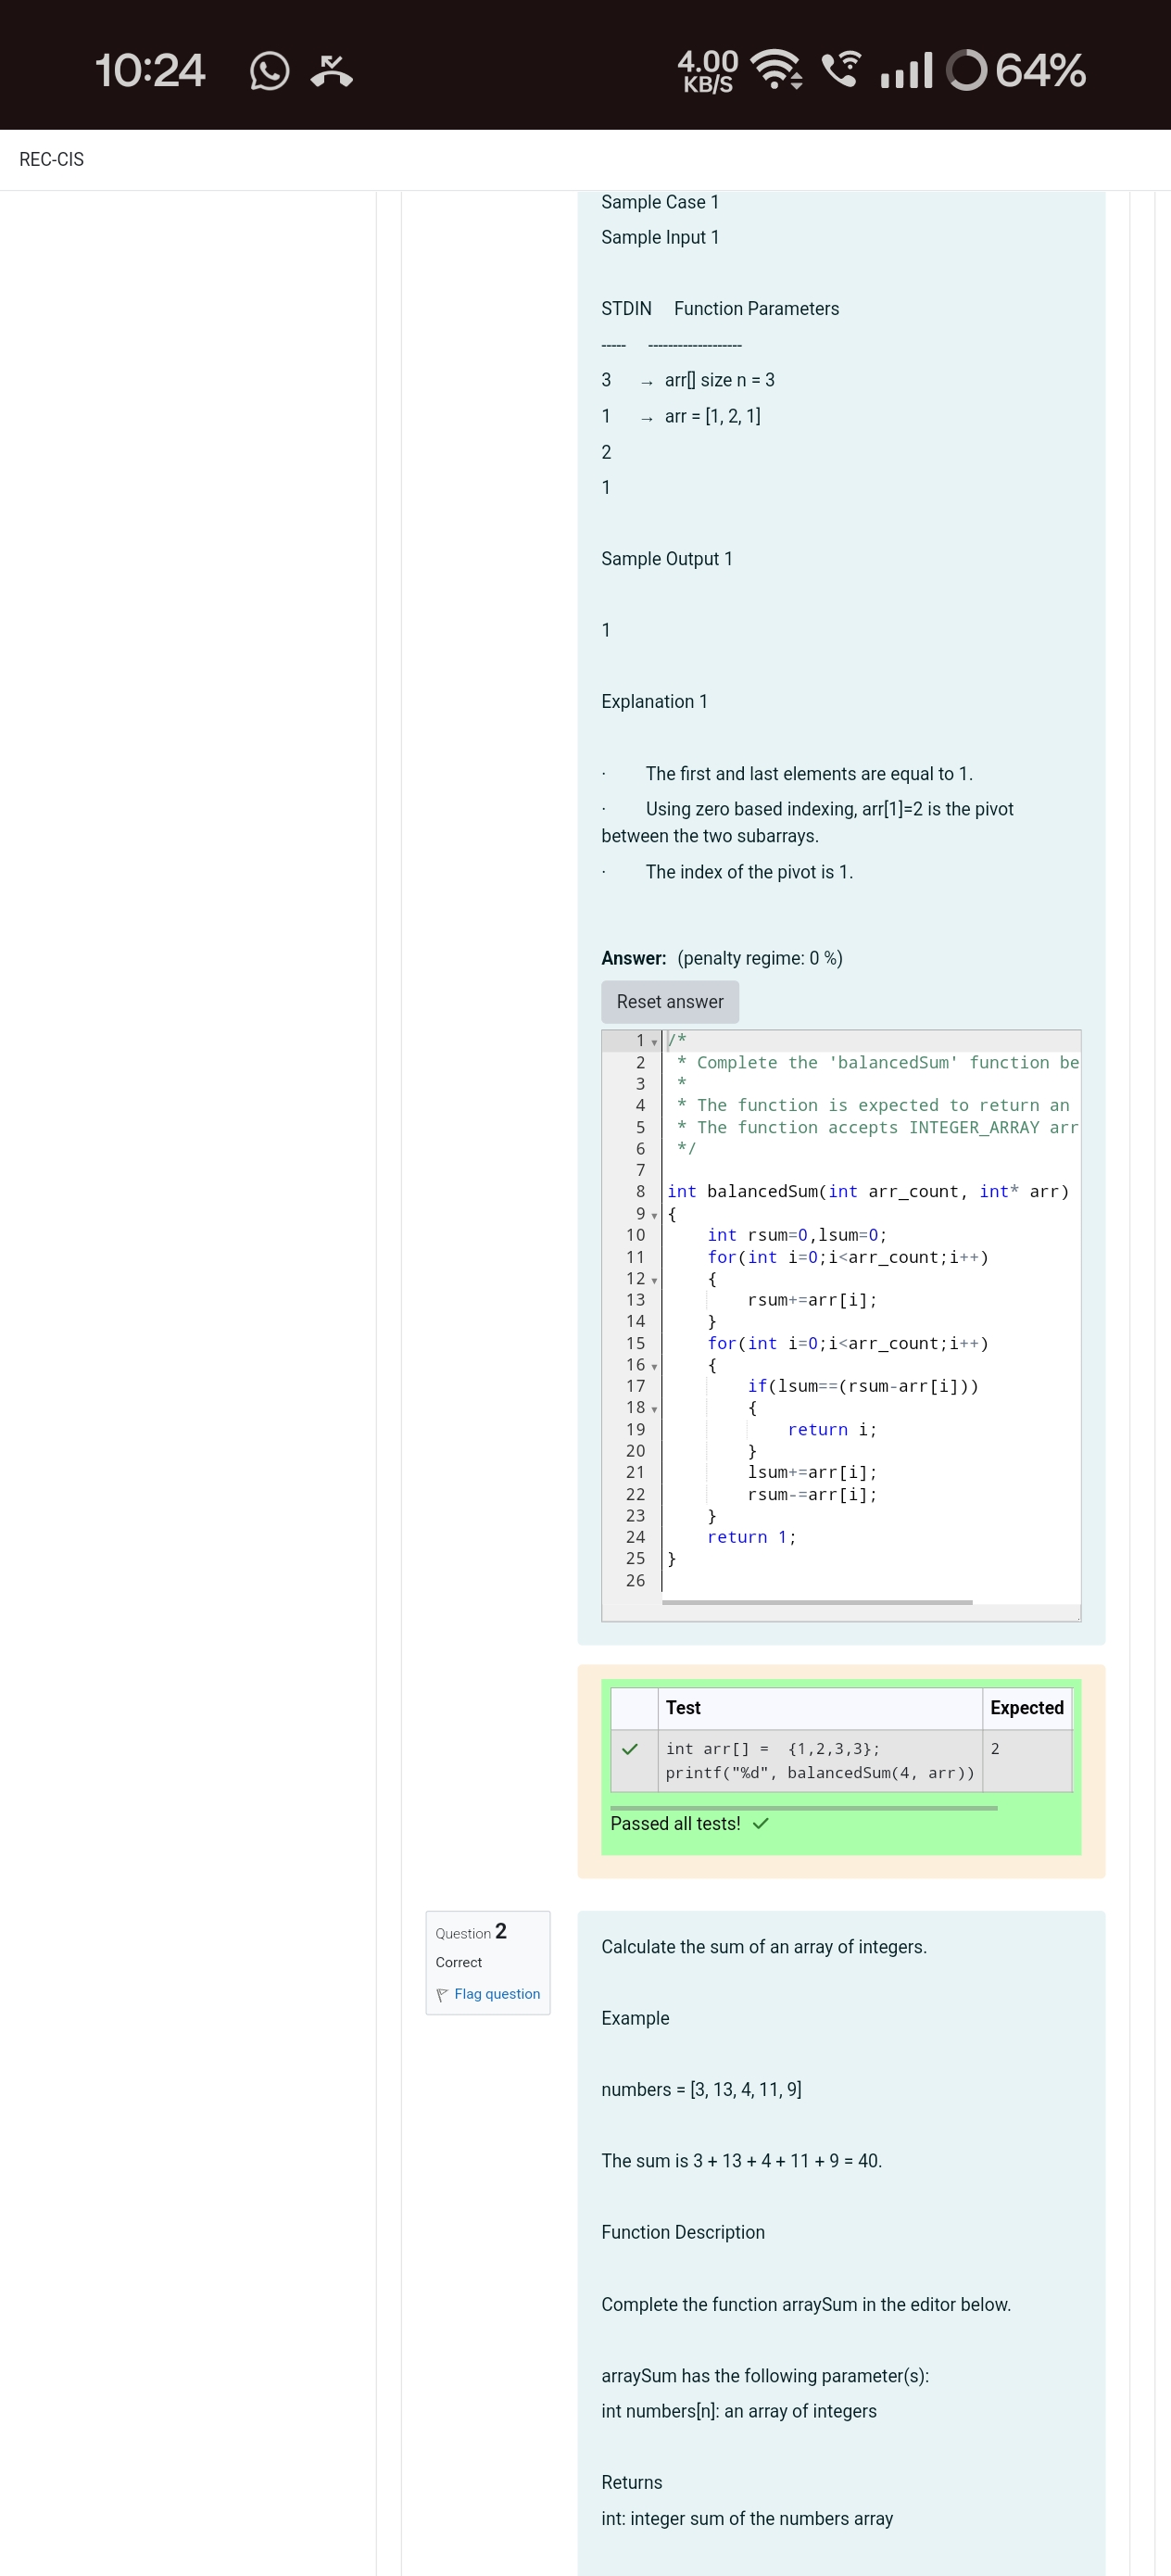 10:24
4.00
KB/S
64%
REC-CIS
Sample Case 1
Sample Input 1
STDIN Function Parameters
----- -------------------
3 → arr[] size n = 3
1 → arr = [1, 2, 1]
2
1
Sample Output 1
1
Explanation 1
· The first and last elements are equal to 1.
· Using zero based indexing, arr[1]=2 is the pivot
between the two subarrays.
· The index of the pivot is 1.
Answer: (penalty regime: 0 %)
Reset answer
1 /*
2 * Complete the 'balancedSum' function be
3 *
4 * The function is expected to return an
5 * The function accepts INTEGER_ARRAY arr
6 */
7
8 int balancedSum(int arr_count, int* arr)
9 {
10 int rsum=0,lsum=0;
11 for(int i=0;i<arr_count;i++)
12 {
13 rsum+=arr[i];
14 }
15 for(int i=0;i<arr_count;i++)
16 {
17 if(lsum==(rsum-arr[i]))
18 {
19 return i;
20 }
21 lsum+=arr[i];
22 rsum-=arr[i];
23 }
24 return 1;
25 }
26
Test Expected
int arr[] = {1,2,3,3}; 2
printf("%d", balancedSum(4, arr))
Passed all tests!
Question 2
Correct
Flag question
Calculate the sum of an array of integers.
Example
numbers = [3, 13, 4, 11, 9]
The sum is 3 + 13 + 4 + 11 + 9 = 40.
Function Description
Complete the function arraySum in the editor below.
arraySum has the following parameter(s):
int numbers[n]: an array of integers
Returns
int: integer sum of the numbers array